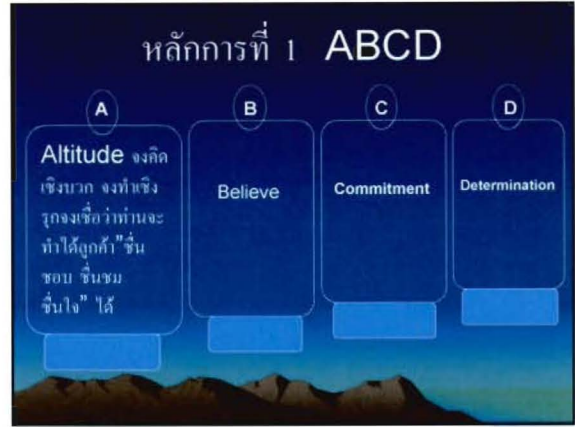 หลักการที่ 1 ABCD
A
Altitude จงคิด
เชิงบวก จงทำเชิง
รุกจงเชื่อว่าท่านจะ
ทำได้ลูกค้า"ชื่น
ชอบ ชื่นชม
ชื่นใจ" ได้
B
Believe
C
Commitment
D
Determination